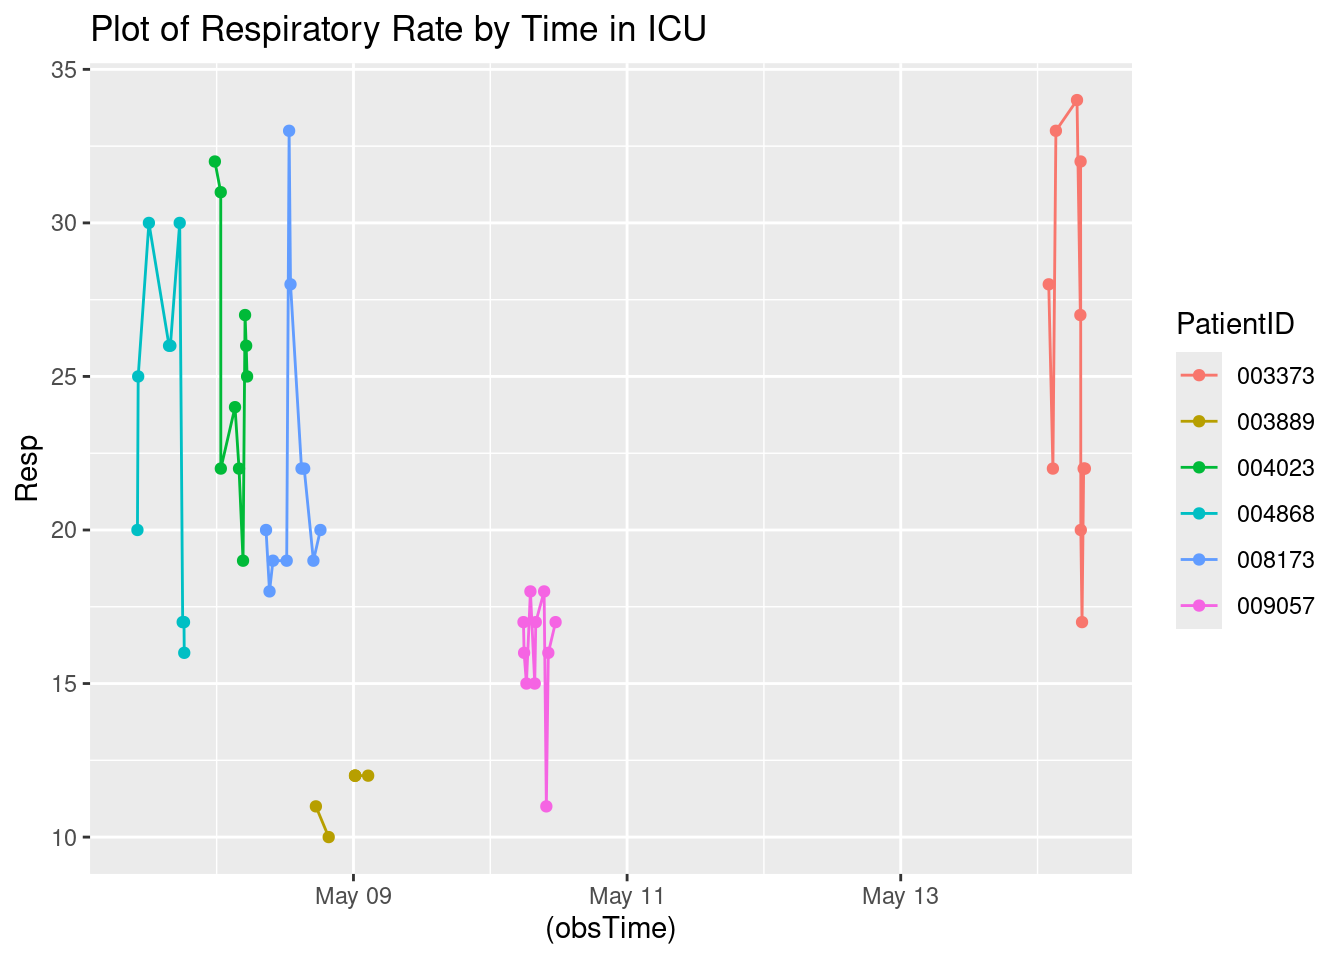 Plot of Respiratory Rate by Time in ICU
35
30
25
20
15
10
Resp
May 09
May 11
May 13
(obsTime)
PatientID
003373
003889
004023
004868
008173
009057